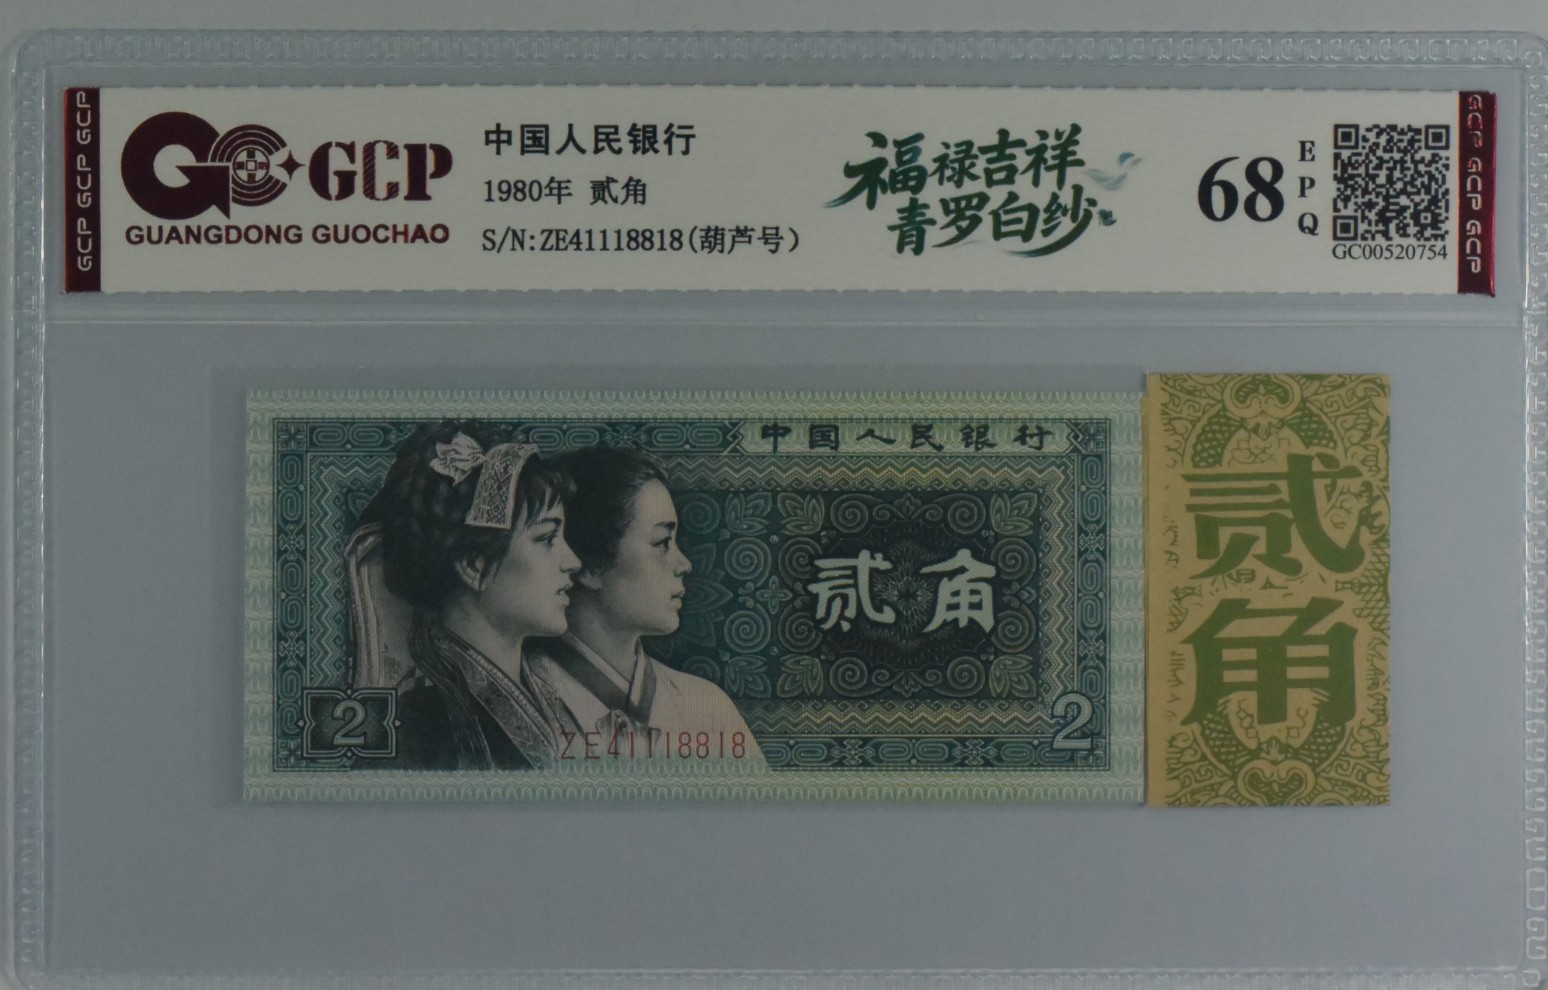 GCP GCP GCP
GCP
GUANGDONG GUOCHAO
中国人民银行
1980年 贰角
S/N:ZE41118818(葫芦号)
福禄吉祥
青罗白纱
68
EPQ
GC00520754
GCP GCP GCP
中国人民银行
贰角
2
ZE41118818
2
贰角